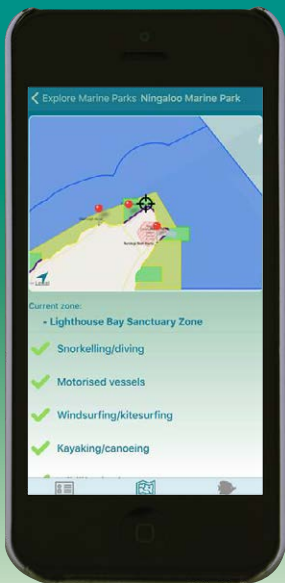 Explore Marine Parks Ningaloo Marine Park
Legal
Current zone:
- Lighthouse Bay Sanctuary Zone
Snorkelling/diving
Motorised vessels
Windsurfing/kitesurfing
Kayaking/canoeing